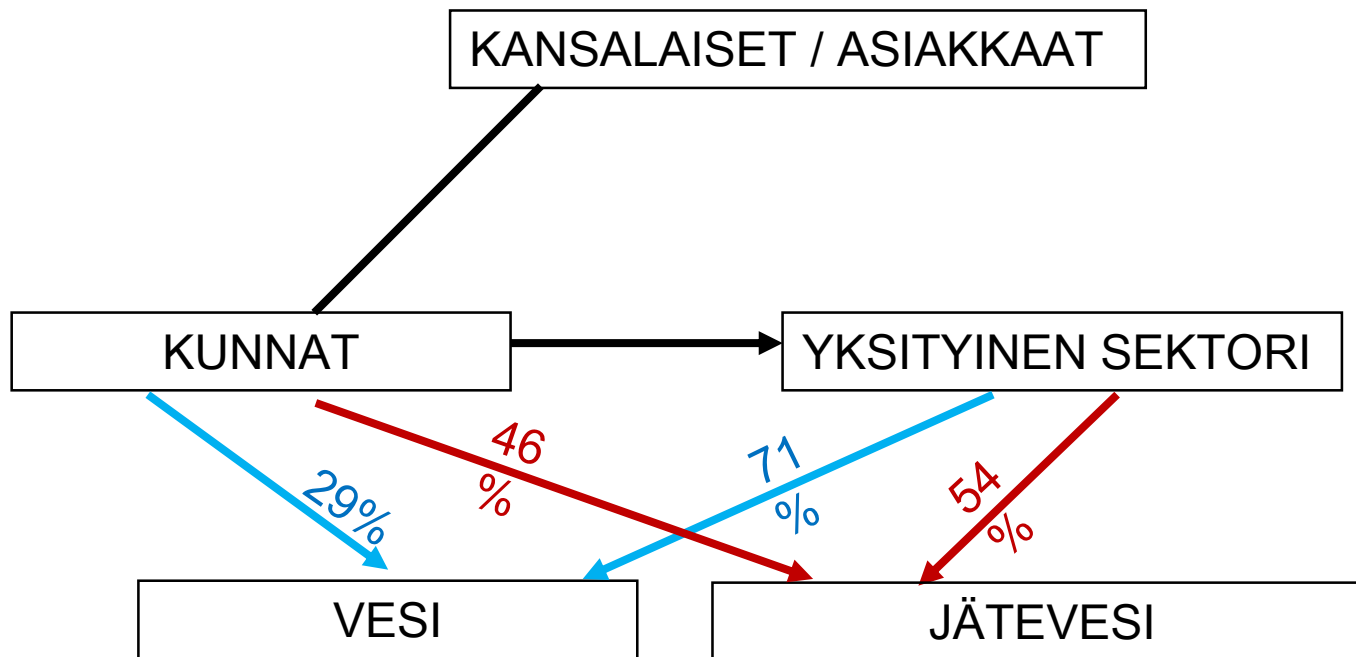 KANSALAISET / ASIAKKAAT
KUNNAT
YKSITYINEN SEKTORI
29%
46
%
71
%
54
%
VESI
JÄTEVESI